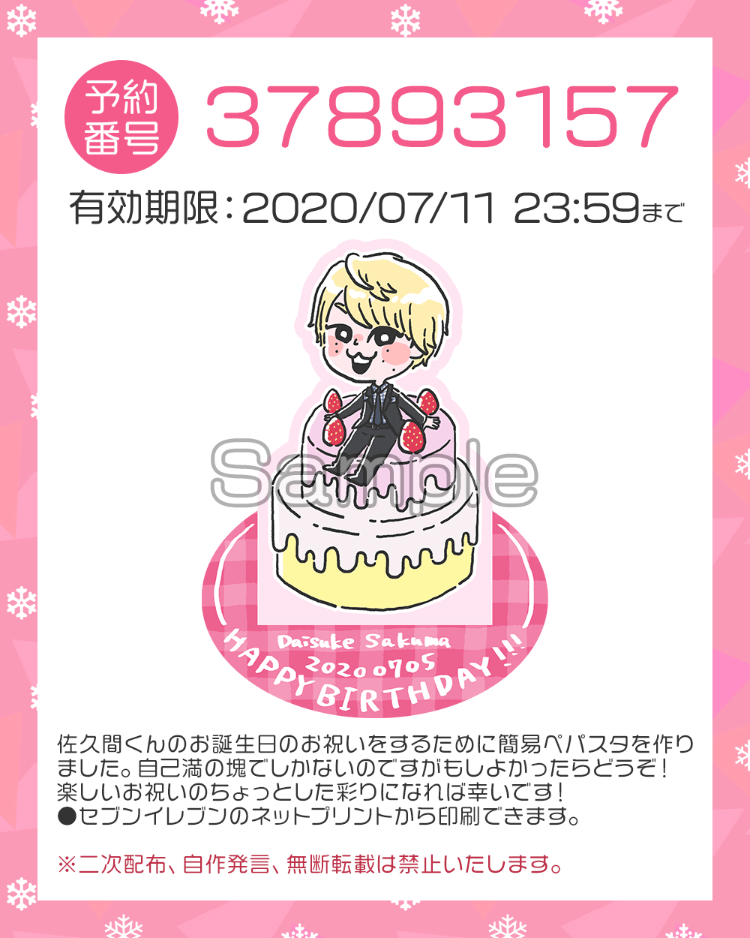 予約
番号
37893157
有効期限：2020/07/11 23:59まで
Sample
Daisuke Sakuma
20200705
HAPPY BIRTHDAY!!!
佐久間くんのお誕生日のお祝いをするために簡易ペパスタを作り
ました。自己満の塊でしかないのですがもしよかったらどうぞ！
楽しいお祝いのちょっとした彩りになれば幸いです！
●セブンイレブンのネットプリントから印刷できます。
※二次配布、自作発言、無断転載は禁止いたします。